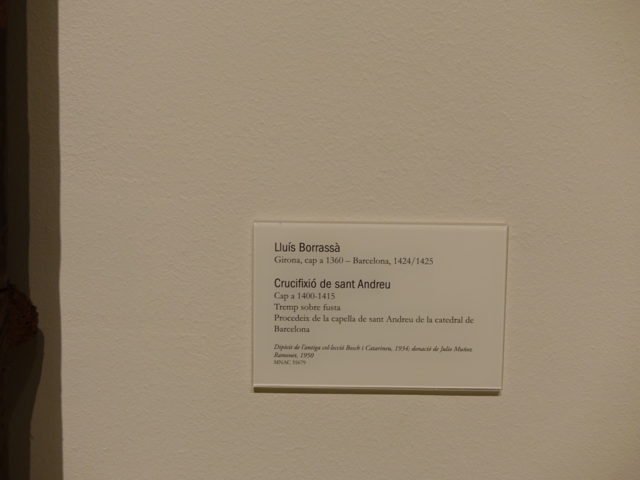 Lluís Borrassà
Girona, cap a 1360 – Barcelona, 1424/1425
Crucifixió de sant Andreu
Cap a 1400-1415
Tremp sobre fusta
Procedeix de la capella de sant Andreu de la catedral de
Barcelona
Dipòsit de l'antiga col·lecció Bosch i Catarineu, 1934; donació de Julio Muñoz
Ramonet, 1950
MNAC